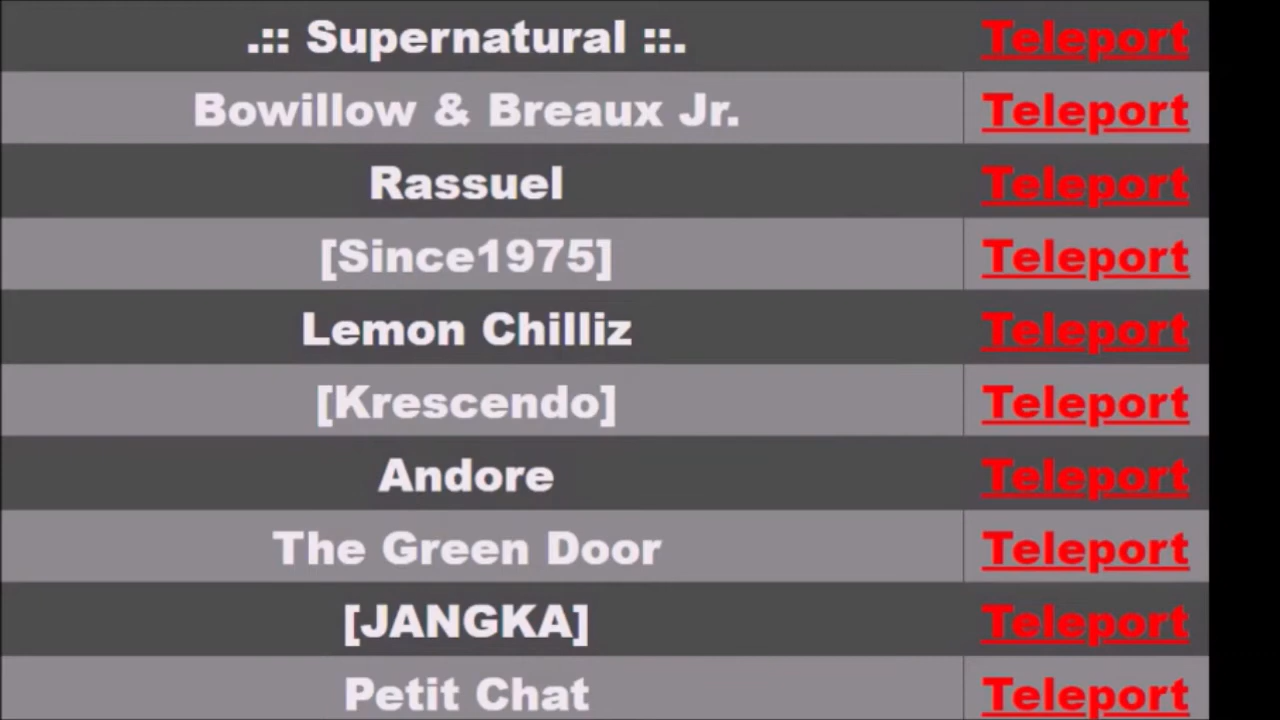 .:: Supernatural ::. Teleport
Bowillow & Breaux Jr. Teleport
Rassuel Teleport
[Since1975] Teleport
Lemon Chilliz Teleport
[Krescendo] Teleport
Andore Teleport
The Green Door Teleport
[JANGKA] Teleport
Petit Chat Teleport